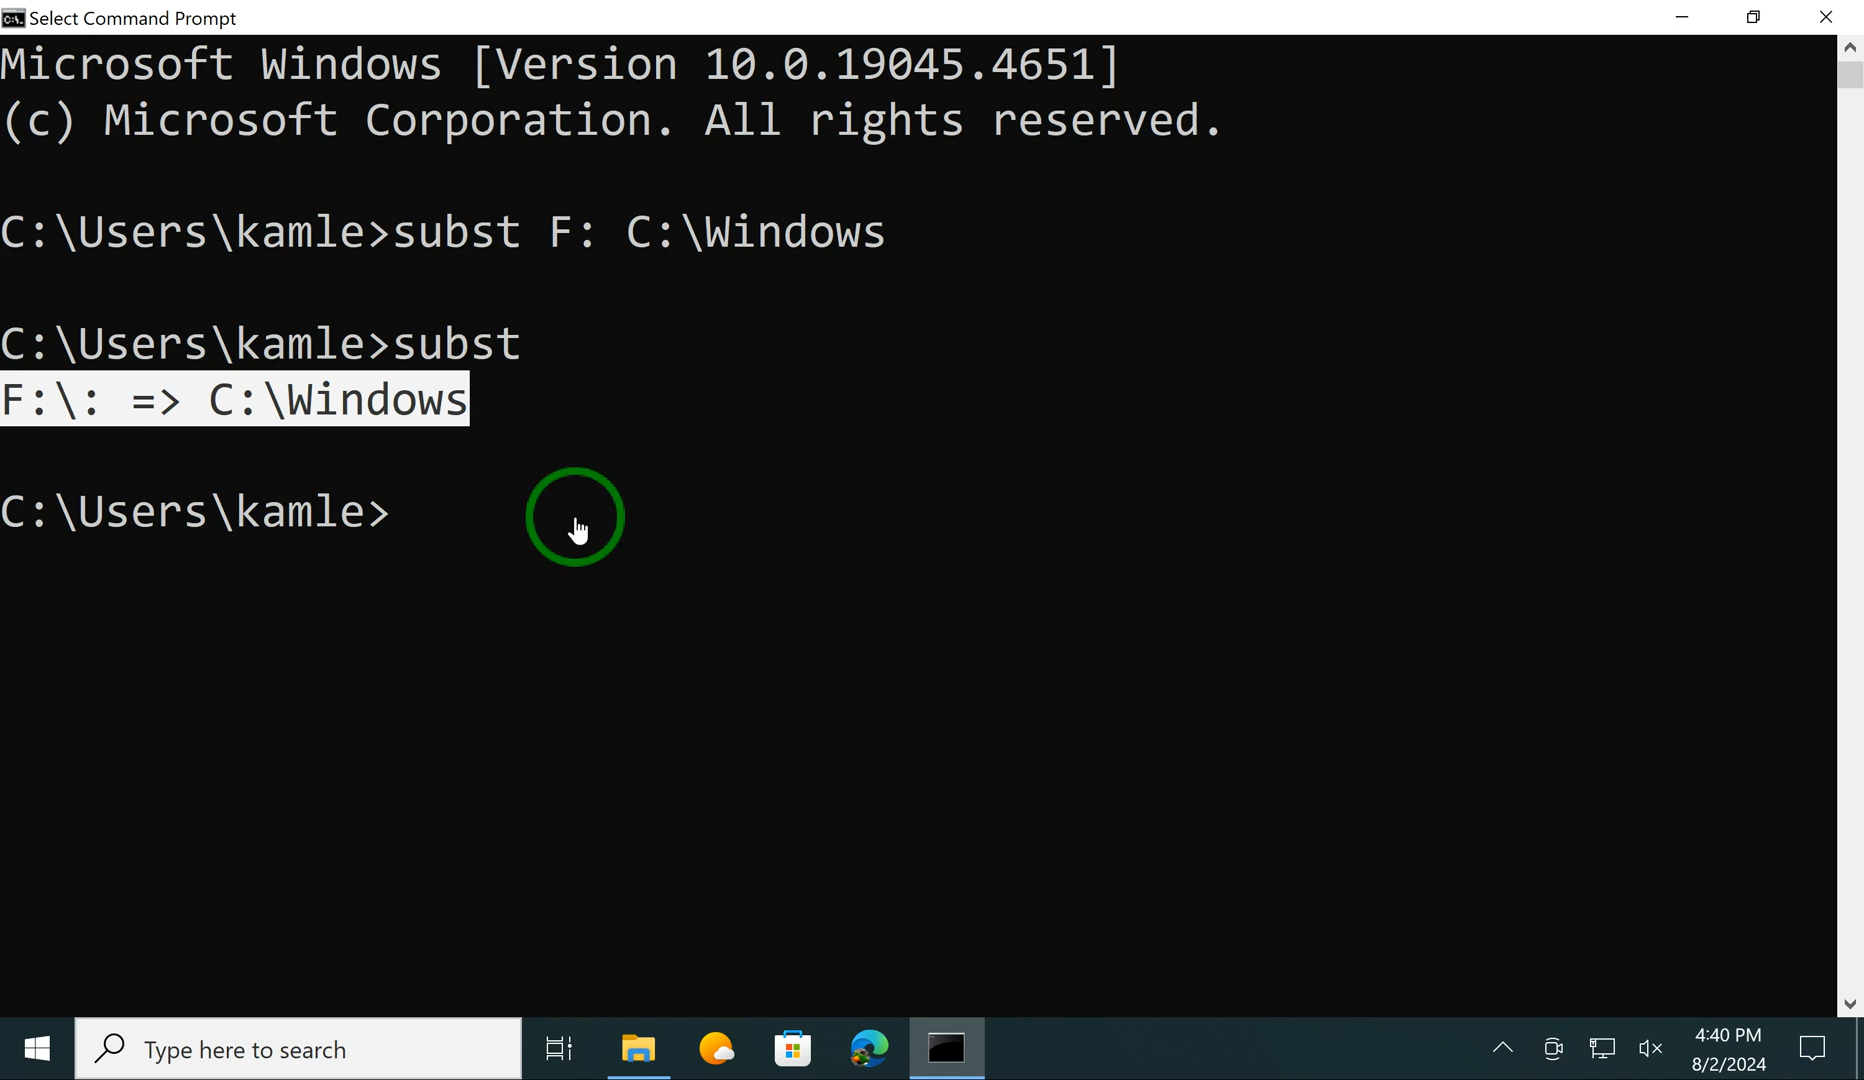 Select Command Prompt
Microsoft Windows [Version 10.0.19045.4651]
(c) Microsoft Corporation. All rights reserved.
C:\Users\kamle>subst F: C:\Windows
C:\Users\kamle>subst
F:\: => C:\Windows
C:\Users\kamle>
Type here to search
4:40 PM
8/2/2024